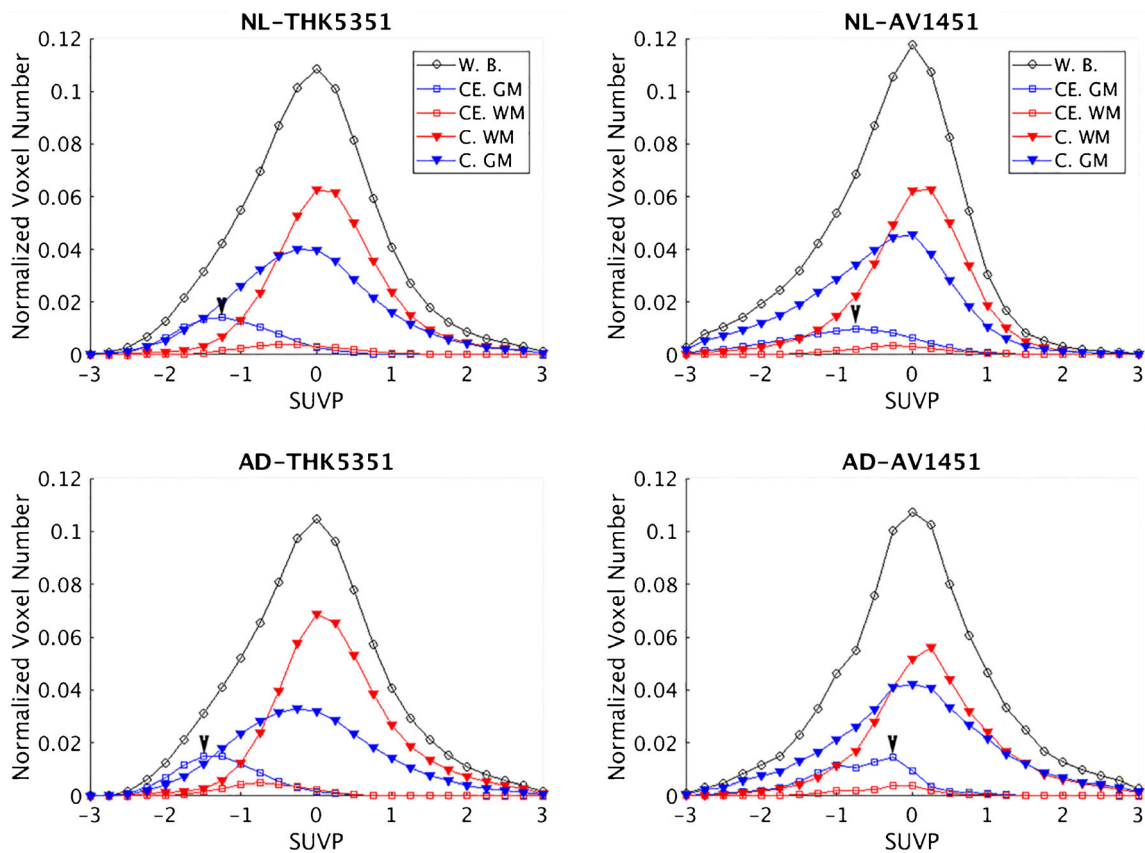 NL-THK5351
0.12
0.1
0.08
0.06
0.04
0.02
0
Normalized Voxel Number
W. B.
CE. GM
CE. WM
C. WM
C. GM
-3 -2 -1 0 1 2 3
SUVP
NL-AV1451
0.12
0.1
0.08
0.06
0.04
0.02
0
Normalized Voxel Number
W. B.
CE. GM
CE. WM
C. WM
C. GM
-3 -2 -1 0 1 2 3
SUVP
AD-THK5351
0.12
0.1
0.08
0.06
0.04
0.02
0
Normalized Voxel Number
-3 -2 -1 0 1 2 3
SUVP
AD-AV1451
0.12
0.1
0.08
0.06
0.04
0.02
0
Normalized Voxel Number
-3 -2 -1 0 1 2 3
SUVP